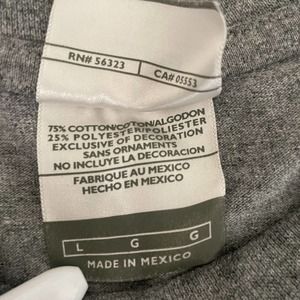 RN# 56323
CA# 05553
75% COTTON/COTON/ALGODON
25% POLYESTER/POLIESTER
EXCLUSIVE OF DECORATION
SANS ORNAMENTS
NO INCLUYE LA DECORACION
FABRIQUE AU MEXICO
HECHO EN MEXICO
L G G
MADE IN MEXICO